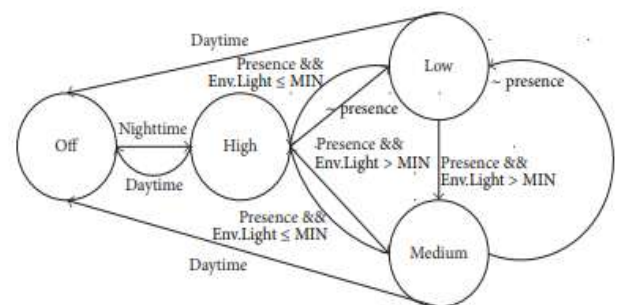 Daytime
Presence &&
Env.Light ≤ MIN
Low
~ presence
~ presence
Nighttime
Off
High
Presence &&
Env.Light > MIN
Presence &&
Env.Light > MIN
Daytime
Presence &&
Env.Light ≤ MIN
Medium
Daytime